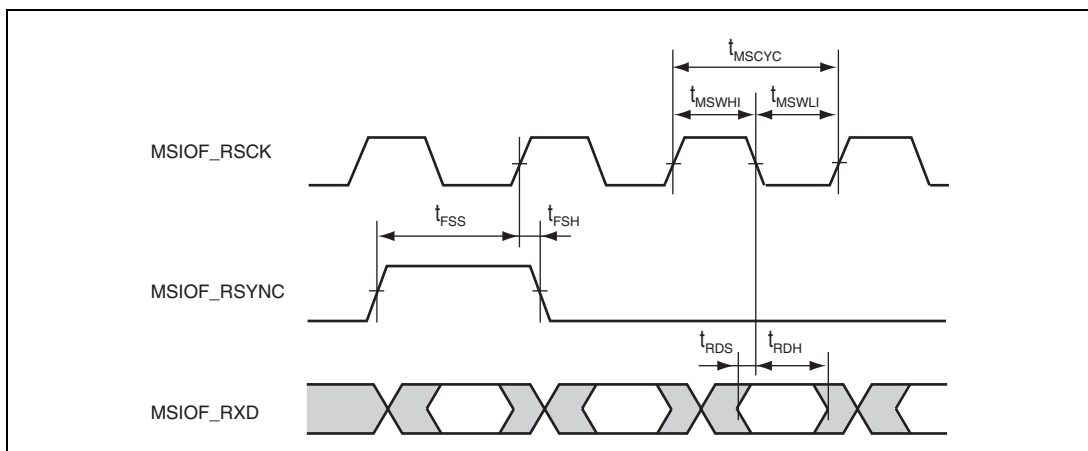 tMSCYC
tMSWHI tMSWLI
MSIOF_RSCK
tFSS tFSH
MSIOF_RSYNC
tRDS tRDH
MSIOF_RXD